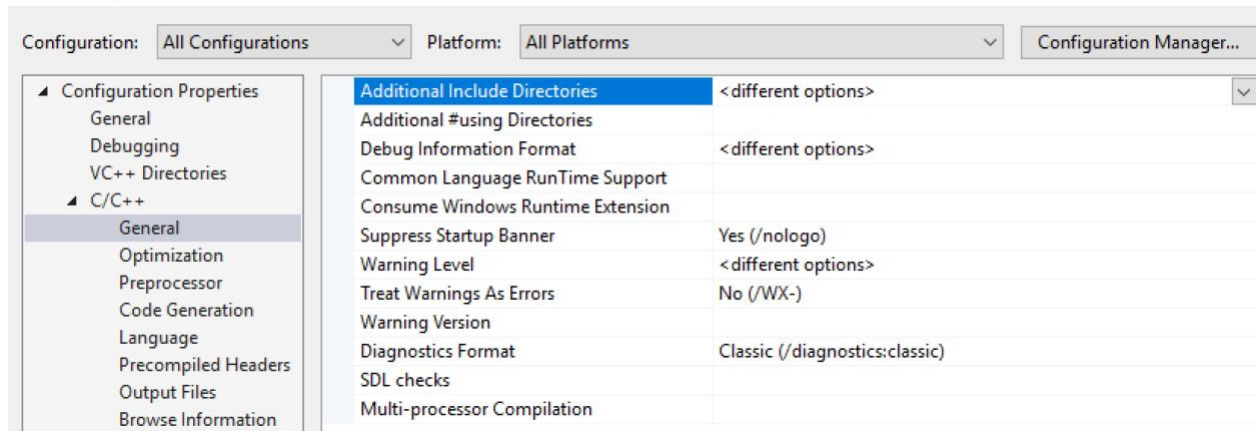 Configuration: All Configurations Platform: All Platforms Configuration Manager...
Configuration Properties
General
Debugging
VC++ Directories
C/C++
General
Optimization
Preprocessor
Code Generation
Language
Precompiled Headers
Output Files
Browse Information
Additional Include Directories <different options>
Additional #using Directories
Debug Information Format <different options>
Common Language RunTime Support
Consume Windows Runtime Extension
Suppress Startup Banner Yes (/nologo)
Warning Level <different options>
Treat Warnings As Errors No (/WX-)
Warning Version
Diagnostics Format Classic (/diagnostics:classic)
SDL checks
Multi-processor Compilation